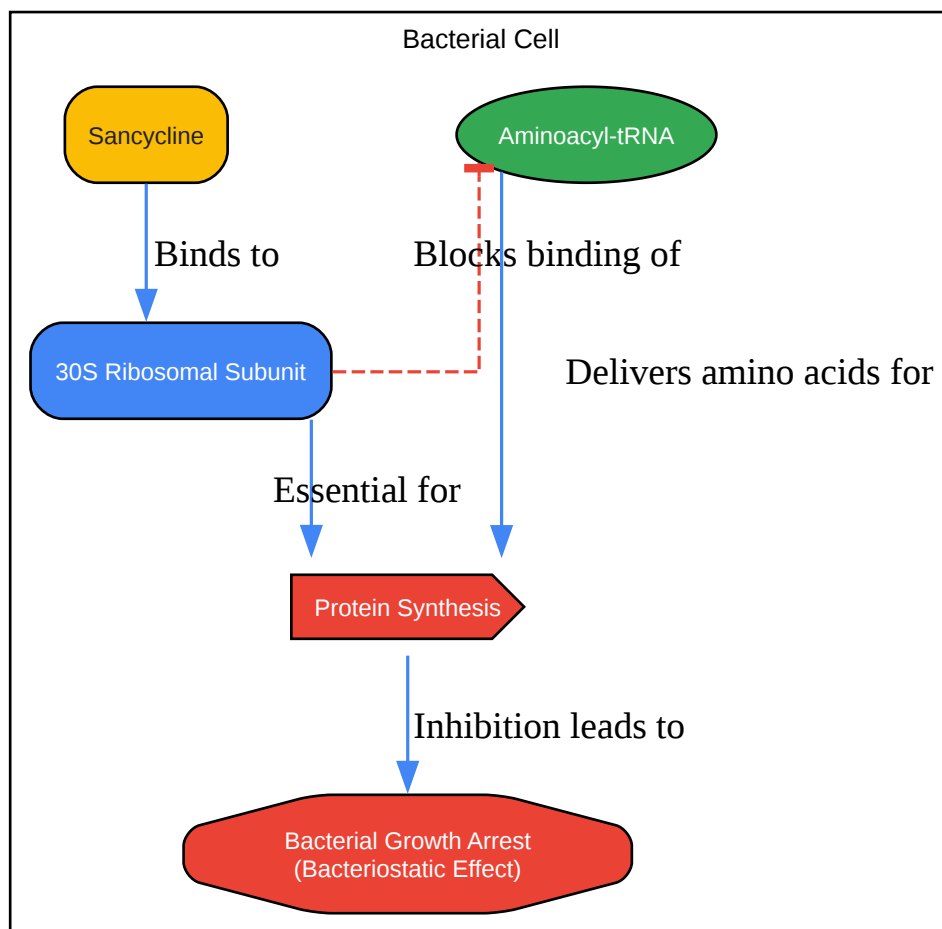 Bacterial Cell
Sancycline
Aminoacyl-tRNA
Binds to
Blocks binding of
30S Ribosomal Subunit
Delivers amino acids for
Essential for
Protein Synthesis
Inhibition leads to
Bacterial Growth Arrest
(Bacteriostatic Effect)